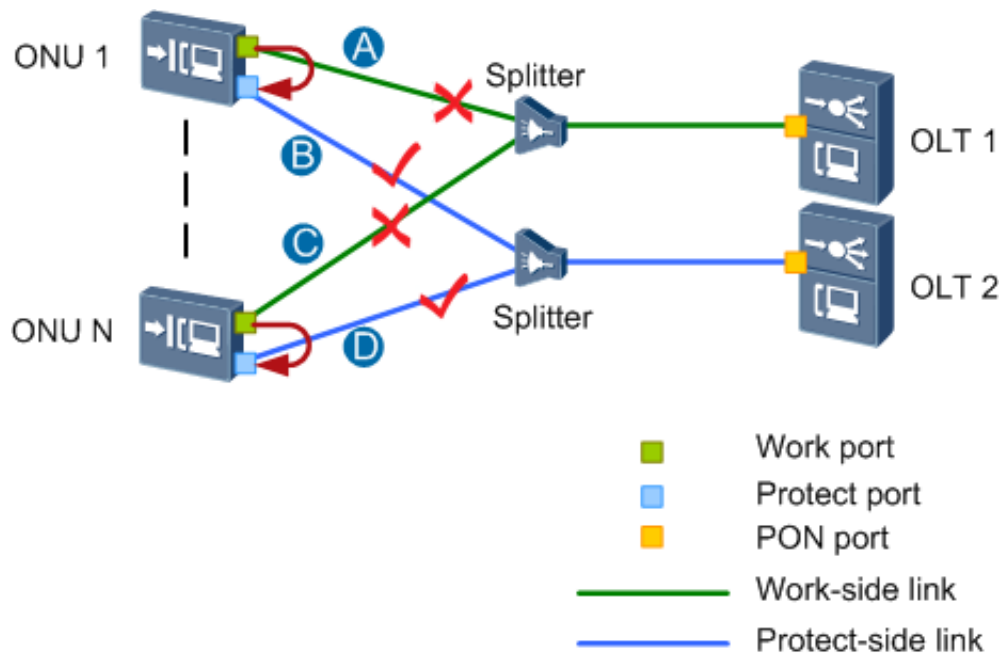 ONU 1
A
Splitter
OLT 1
B
C
OLT 2
Splitter
ONU N
D
Work port
Protect port
PON port
Work-side link
Protect-side link